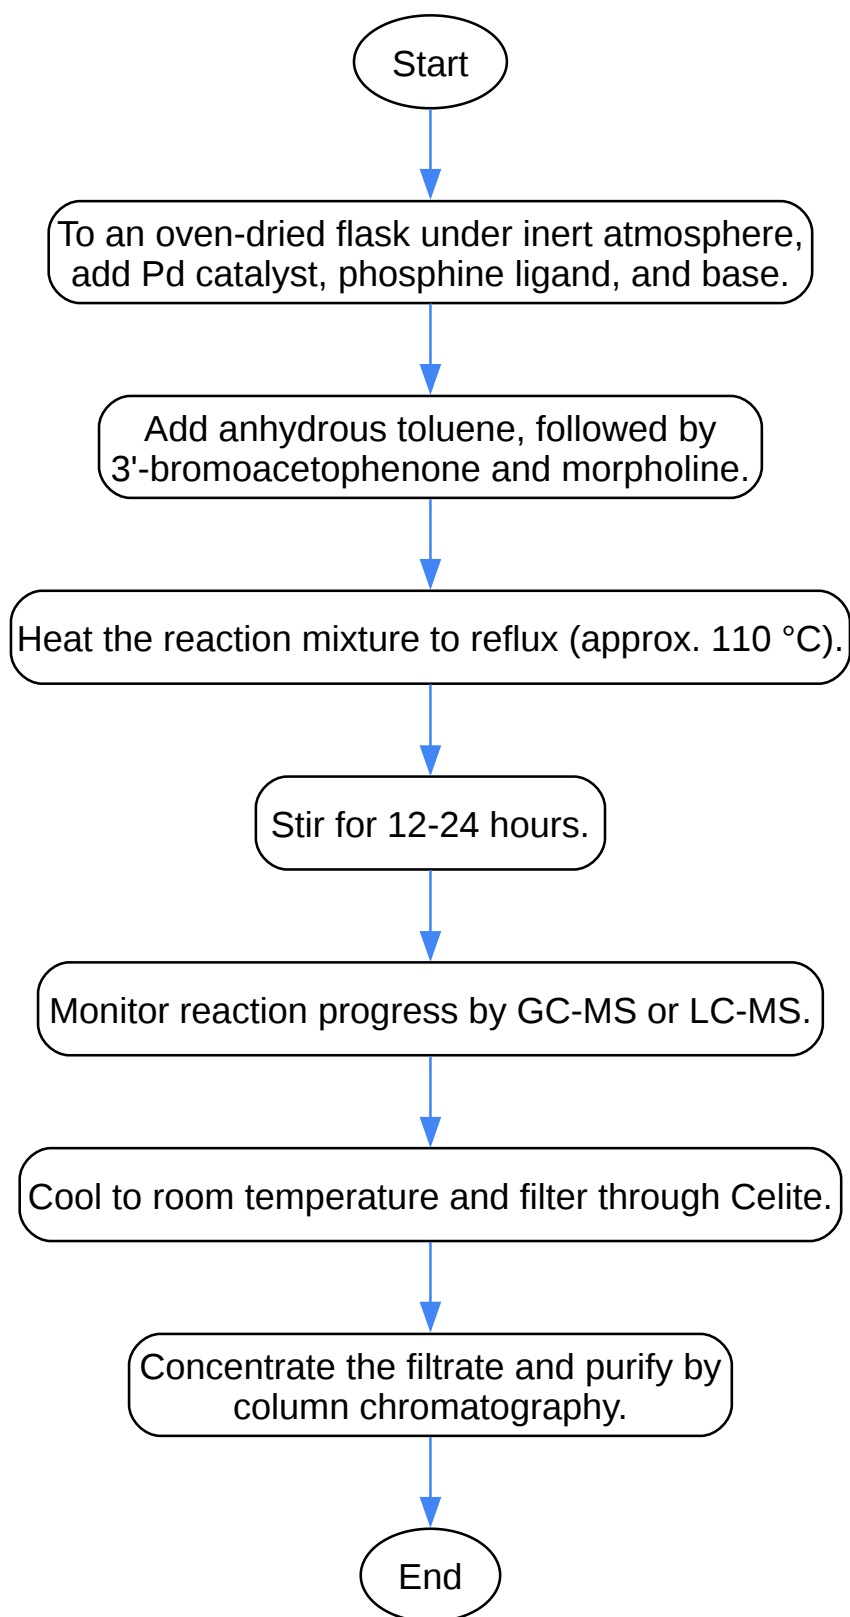 Start
To an oven-dried flask under inert atmosphere,
add Pd catalyst, phosphine ligand, and base.
Add anhydrous toluene, followed by
3'-bromoacetophenone and morpholine.
Heat the reaction mixture to reflux (approx. 110 °C).
Stir for 12-24 hours.
Monitor reaction progress by GC-MS or LC-MS.
Cool to room temperature and filter through Celite.
Concentrate the filtrate and purify by
column chromatography.
End